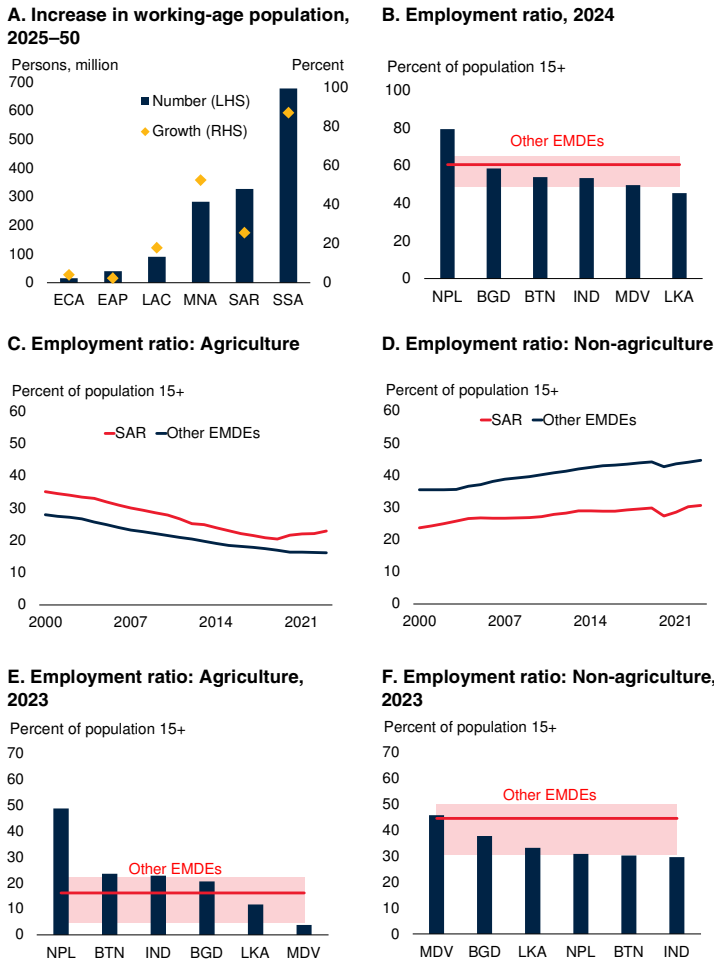 A. Increase in working-age population,
2025–50
Persons, million
Percent
700
600
500
400
300
200
100
0
100
80
60
40
20
0
Number (LHS)
Growth (RHS)
ECA EAP LAC MNA SAR SSA
B. Employment ratio, 2024
Percent of population 15+
100
80
60
40
20
0
Other EMDEs
NPL BGD BTN IND MDV LKA
C. Employment ratio: Agriculture
Percent of population 15+
60
50
40
30
20
10
0
SAR Other EMDEs
2000 2007 2014 2021
D. Employment ratio: Non-agriculture
Percent of population 15+
60
50
40
30
20
10
0
SAR Other EMDEs
2000 2007 2014 2021
E. Employment ratio: Agriculture,
2023
Percent of population 15+
70
60
50
40
30
20
10
0
Other EMDEs
NPL BTN IND BGD LKA MDV
F. Employment ratio: Non-agriculture,
2023
Percent of population 15+
70
60
50
40
30
20
10
0
Other EMDEs
MDV BGD LKA NPL BTN IND